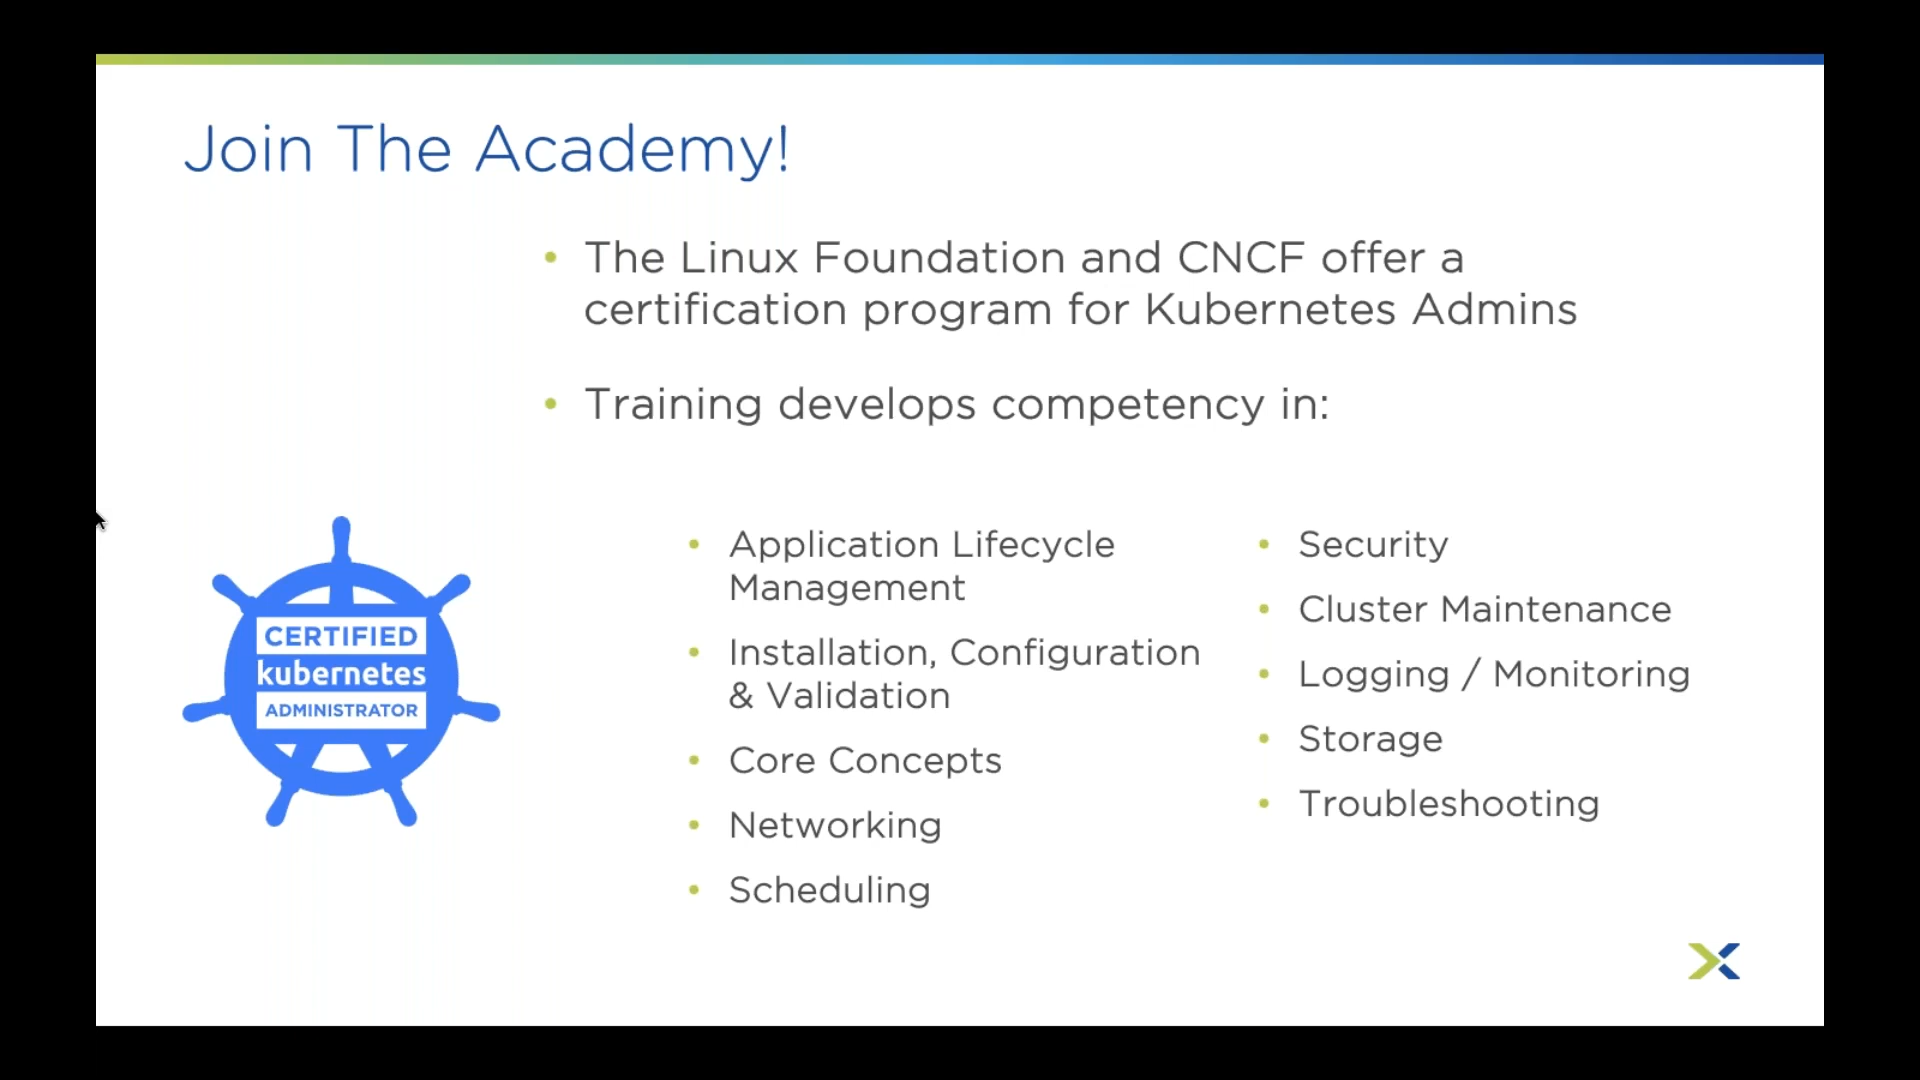 Join The Academy!
• The Linux Foundation and CNCF offer a
certification program for Kubernetes Admins
• Training develops competency in:
• Application Lifecycle
Management
• Installation, Configuration
& Validation
• Core Concepts
• Networking
• Scheduling
• Security
• Cluster Maintenance
• Logging / Monitoring
• Storage
• Troubleshooting
CERTIFIED
kubernetes
ADMINISTRATOR